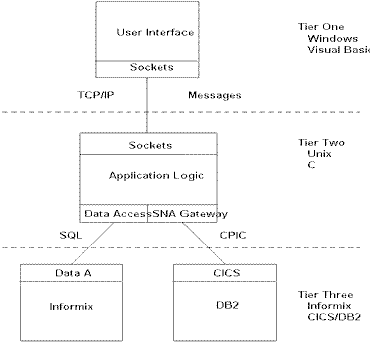 User Interface
Sockets
Tier One
Windows
Visual Basic
TCP/IP
Messages
Sockets
Application Logic
Data Access
SNA Gateway
Tier Two
Unix
C
SQL
CPIC
Data A
Informix
CICS
DB2
Tier Three
Informix
CICS/DB2